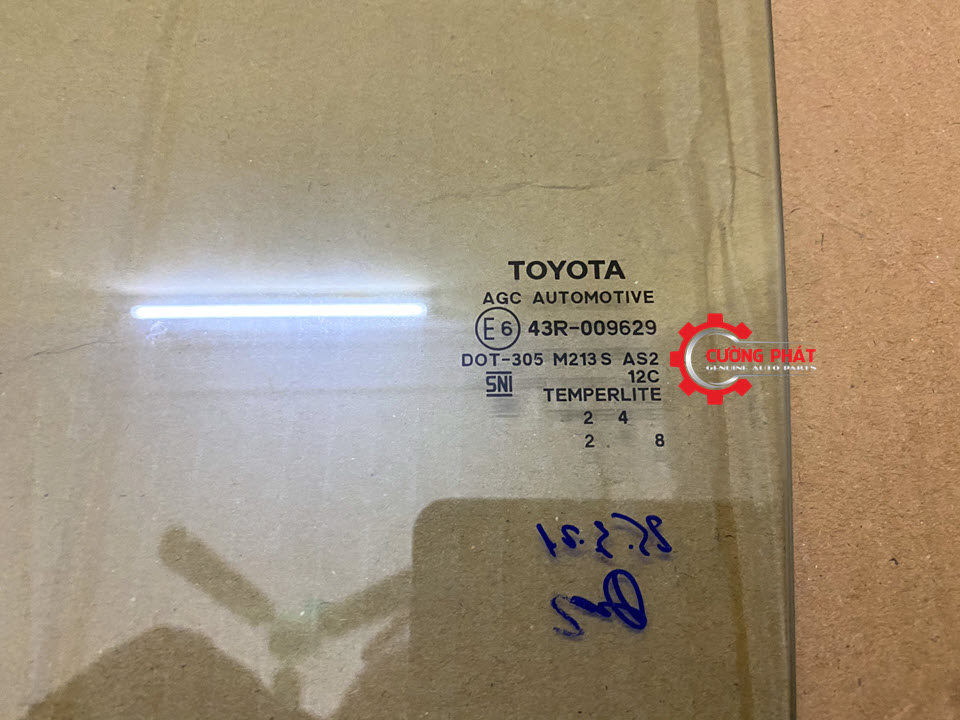 TOYOTA
AGC AUTOMOTIVE
E6 43R-009629
DOT-305 M213S AS2
12C
SNI
TEMPERLITE
2 4
2 . 8
CƯỜNG PHÁT
GENUINE AUTO PARTS